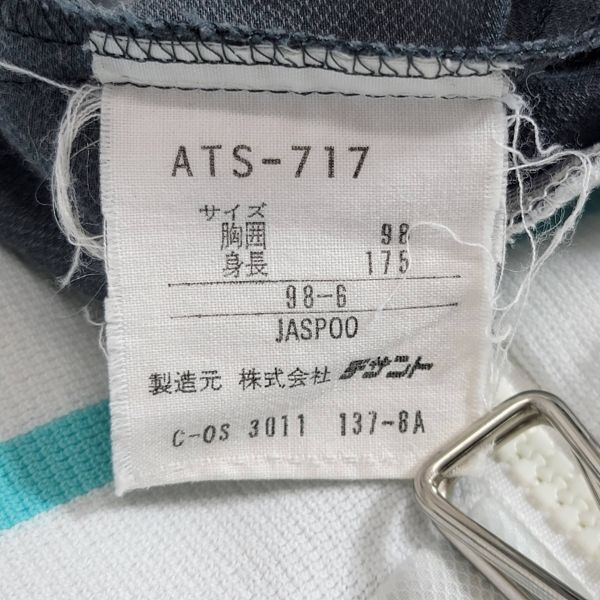 ATS-717
サイズ
胸囲 98
身長 175
98-6
JASPOO
製造元 株式会社 デサント
C-OS 3011 137-8A